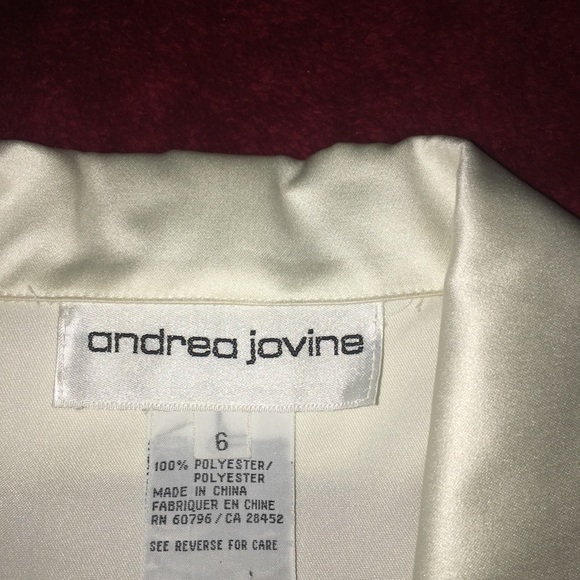 andrea jovine
6
100% POLYESTER/
POLYESTER
MADE IN CHINA
FABRIQUER EN CHINE
RN 60796/CA 28452
SEE REVERSE FOR CARE